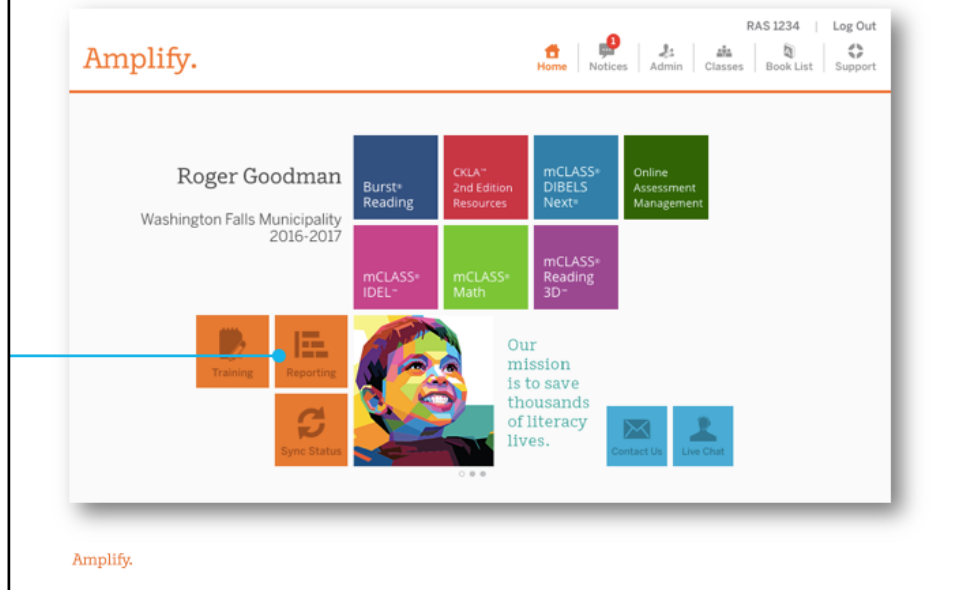 RAS 1234 | Log Out
Amplify.
1
Home
Notices
Admin
Classes
Book List
Support
Roger Goodman
Washington Falls Municipality
2016-2017
Burst®
Reading
CKLA™
2nd Edition
Resources
mCLASS®
DIBELS
Next®
Online
Assessment
Management
mCLASS®
IDEL™
mCLASS®
Math
mCLASS®
Reading
3D™
Training
Reporting
Sync Status
Our
mission
is to save
thousands
of literacy
lives.
Contact Us
Live Chat
Amplify.